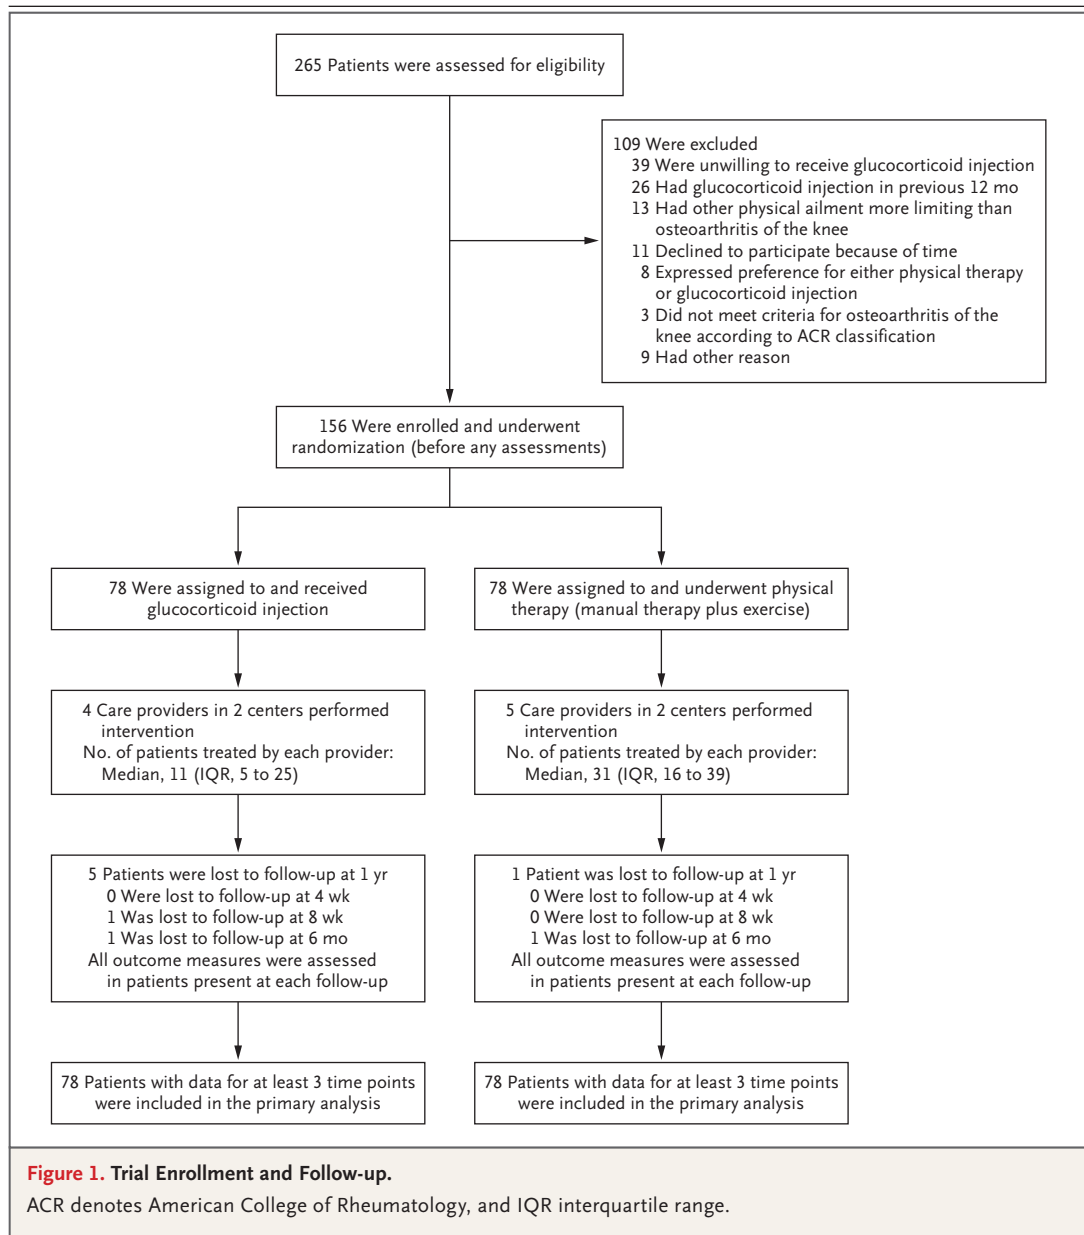 265 Patients were assessed for eligibility
109 Were excluded
39 Were unwilling to receive glucocorticoid injection
26 Had glucocorticoid injection in previous 12 mo
13 Had other physical ailment more limiting than
osteoarthritis of the knee
11 Declined to participate because of time
8 Expressed preference for either physical therapy
or glucocorticoid injection
3 Did not meet criteria for osteoarthritis of the
knee according to ACR classification
9 Had other reason
156 Were enrolled and underwent
randomization (before any assessments)
78 Were assigned to and received
glucocorticoid injection
78 Were assigned to and underwent physical
therapy (manual therapy plus exercise)
4 Care providers in 2 centers performed
intervention
No. of patients treated by each provider:
Median, 11 (IQR, 5 to 25)
5 Care providers in 2 centers performed
intervention
No. of patients treated by each provider:
Median, 31 (IQR, 16 to 39)
5 Patients were lost to follow-up at 1 yr
0 Were lost to follow-up at 4 wk
1 Was lost to follow-up at 8 wk
1 Was lost to follow-up at 6 mo
All outcome measures were assessed
in patients present at each follow-up
1 Patient was lost to follow-up at 1 yr
0 Were lost to follow-up at 4 wk
0 Were lost to follow-up at 8 wk
1 Was lost to follow-up at 6 mo
All outcome measures were assessed
in patients present at each follow-up
78 Patients with data for at least 3 time points
were included in the primary analysis
78 Patients with data for at least 3 time points
were included in the primary analysis
Figure 1. Trial Enrollment and Follow-up.
ACR denotes American College of Rheumatology, and IQR interquartile range.